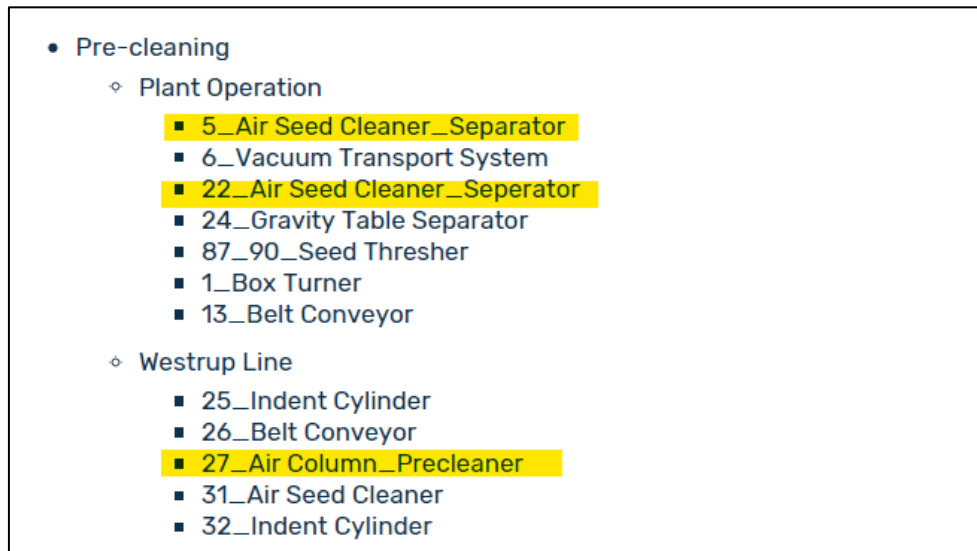 Pre-cleaning
Plant Operation
5_Air Seed Cleaner_Separator
6_Vacuum Transport System
22_Air Seed Cleaner_Seperator
24_Gravity Table Separator
87_90_Seed Thresher
1_Box Turner
13_Belt Conveyor
Westrup Line
25_Indent Cylinder
26_Belt Conveyor
27_Air Column_Precleaner
31_Air Seed Cleaner
32_Indent Cylinder